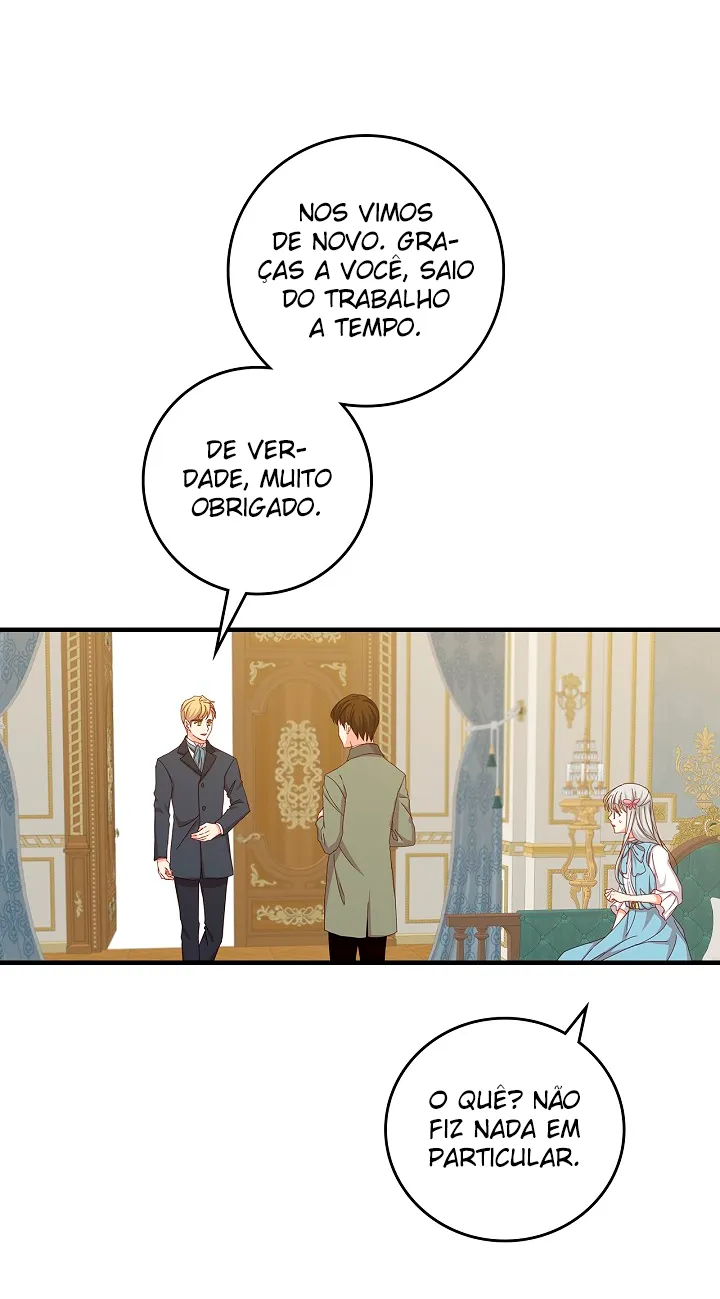 NOS VIMOS
DE NOVO. GRA-
ÇAS A VOCÊ, SAIO
DO TRABALHO
A TEMPO.
DE VER-
DADE, MUITO
OBRIGADO.
O QUÊ? NÃO
FIZ NADA EM
PARTICULAR.